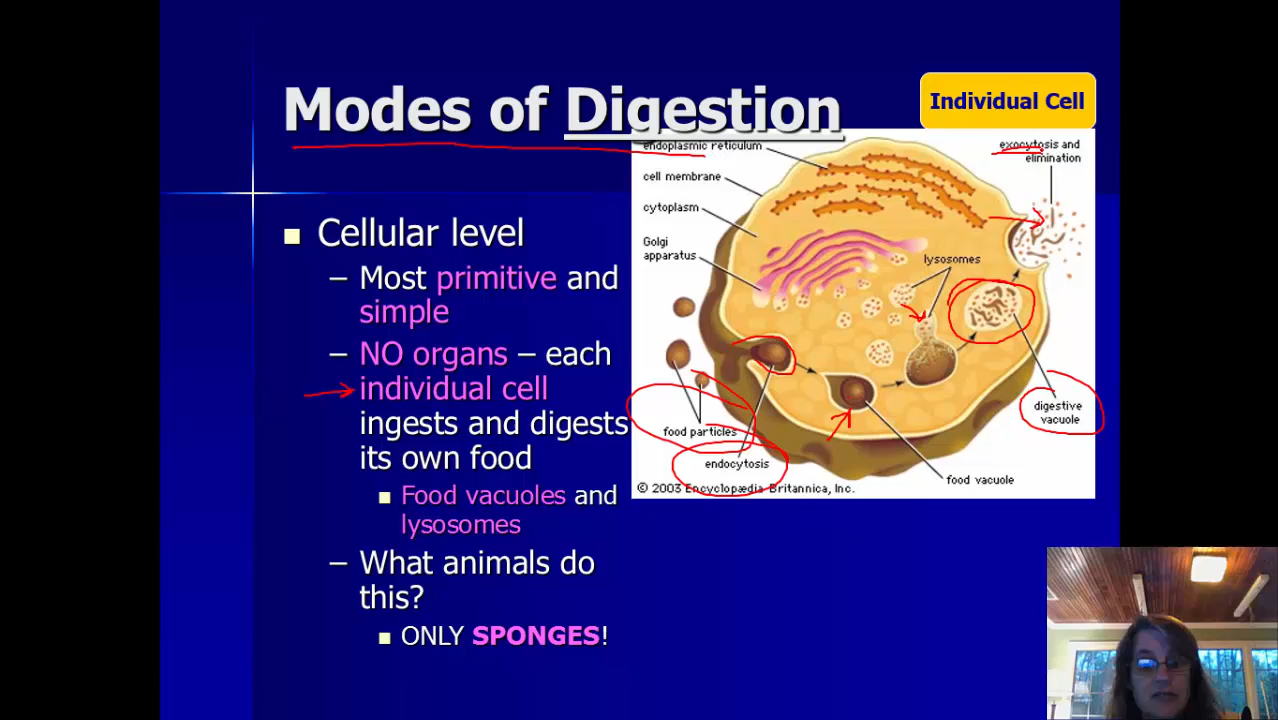 Modes of Digestion
Individual Cell
Cellular level
– Most primitive and
simple
– NO organs – each
individual cell
ingests and digests
its own food
Food vacuoles and
lysosomes
– What animals do
this?
ONLY SPONGES!
endoplasmic reticulum
cell membrane
cytoplasm
Golgi
apparatus
exocytosis and
elimination
lysosomes
digestive
vacuole
food particles
endocytosis
food vacuole
© 2003 Encyclopædia Britannica, Inc.